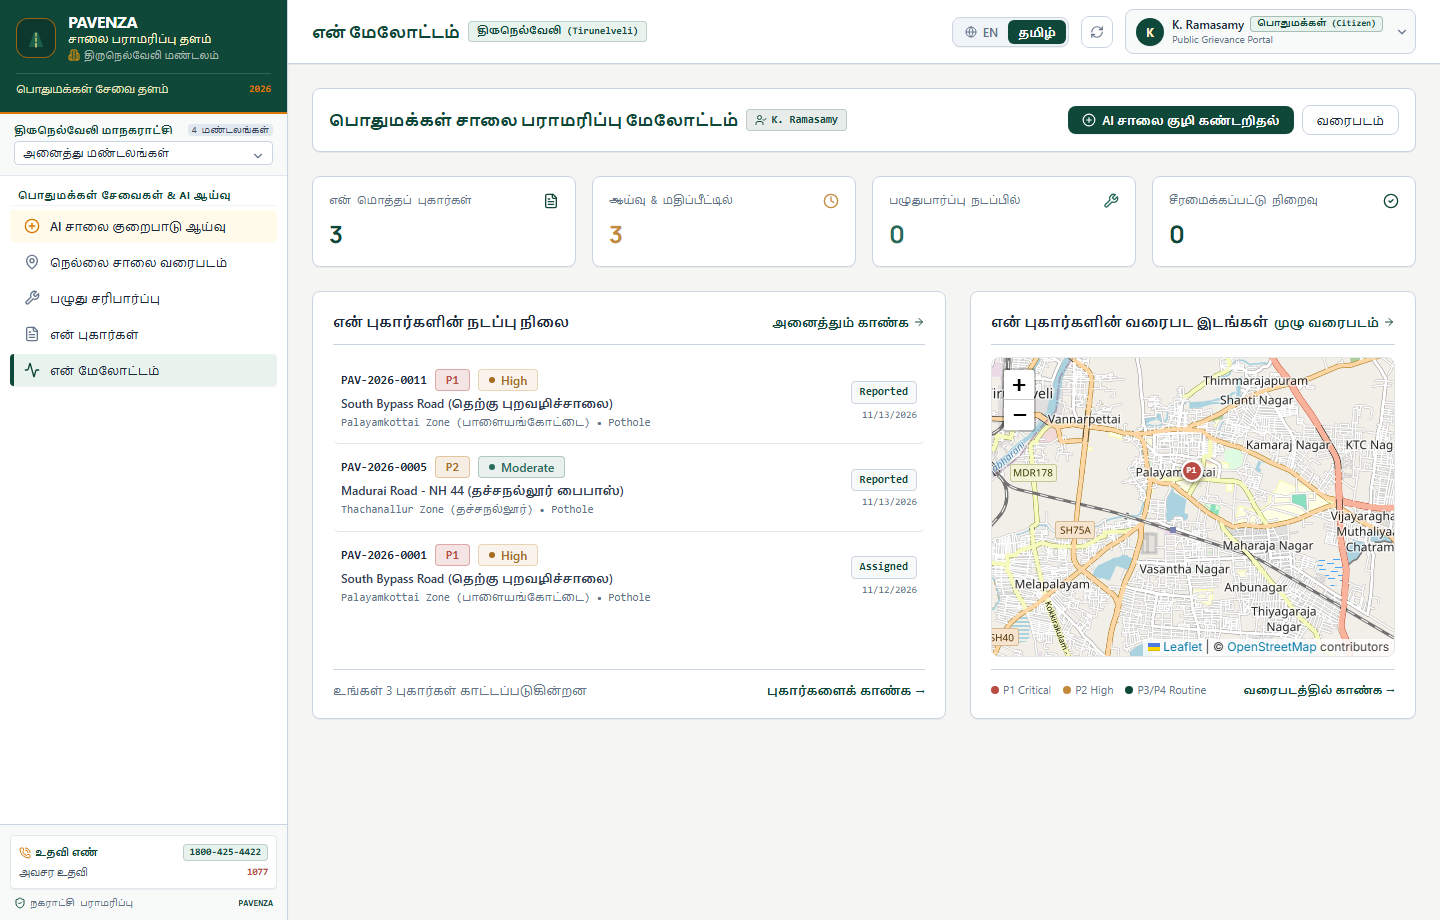 PAVENZA
சாலை பராமரிப்பு தளம்
திருநெல்வேலி மண்டலம்
பொதுமக்கள் சேவை தளம் 2026
திருநெல்வேலி மாநகராட்சி 4 மண்டலங்கள்
அனைத்து மண்டலங்கள்
பொதுமக்கள் சேவைகள் & AI ஆய்வு
AI சாலை குறைபாடு ஆய்வு
நெல்லை சாலை வரைபடம்
பழுது சரிபார்ப்பு
என் புகார்கள்
என் மேலோட்டம்
உதவி எண் 1800-425-4422
அவசர உதவி 1077
நகராட்சி பராமரிப்பு PAVENZA
என் மேலோட்டம் திருநெல்வேலி (Tirunelveli)
EN தமிழ்
K K. Ramasamy பொதுமக்கள் (Citizen)
Public Grievance Portal
பொதுமக்கள் சாலை பராமரிப்பு மேலோட்டம் K. Ramasamy
AI சாலை குழி கண்டறிதல் வரைபடம்
என் மொத்தப் புகார்கள்
3
ஆய்வு & மதிப்பீட்டில்
3
பழுதுபார்ப்பு நடப்பில்
0
சீரமைக்கப்பட்டு நிறைவு
0
என் புகார்களின் நடப்பு நிலை அனைத்தும் காண்க →
PAV-2026-0011 P1 • High Reported
South Bypass Road (தெற்கு புறவழிச்சாலை)
Palayamkottai Zone (பாளையங்கோட்டை) • Pothole 11/13/2026
PAV-2026-0005 P2 • Moderate Reported
Madurai Road - NH 44 (தச்சநல்லூர் பைபாஸ்)
Thachanallur Zone (தச்சநல்லூர்) • Pothole 11/13/2026
PAV-2026-0001 P1 • High Assigned
South Bypass Road (தெற்கு புறவழிச்சாலை)
Palayamkottai Zone (பாளையங்கோட்டை) • Pothole 11/12/2026
உங்கள் 3 புகார்கள் காட்டப்படுகின்றன புகார்களைக் காண்க →
என் புகார்களின் வரைபட இடங்கள் முழு வரைபடம் →
+
−
Thimmarajapuram
Shanti Nagar
veli
Vannarpettai
Kamaraj Nagar KTC Nag
MDR178
Palayam P1 tai
SH75A
Vijayaragha
Muthaliya
Chatram
Maharaja Nagar
Vasantha Nagar
Melapalayam
Anbunagar
Thiyagaraja
Nagar
Kokkirakulam
SH40
Leaflet | © OpenStreetMap contributors
P1 Critical P2 High P3/P4 Routine வரைபடத்தில் காண்க →